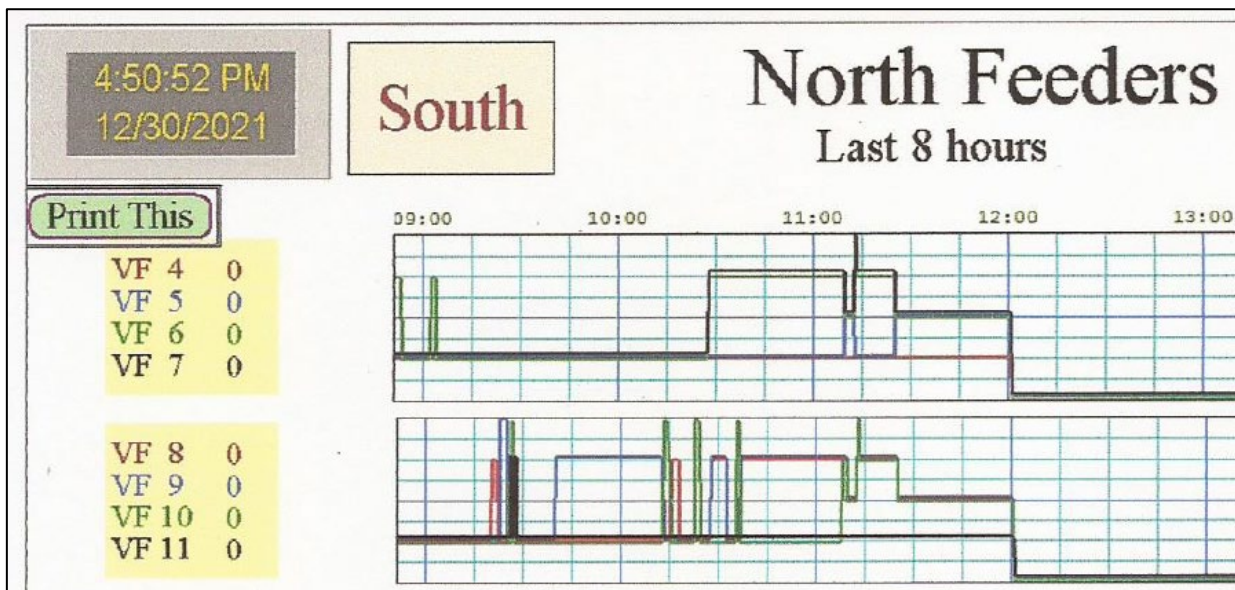 4:50:52 PM
12/30/2021
South
North Feeders
Last 8 hours
Print This
09:00 10:00 11:00 12:00 13:00
VF 4 0
VF 5 0
VF 6 0
VF 7 0
VF 8 0
VF 9 0
VF 10 0
VF 11 0